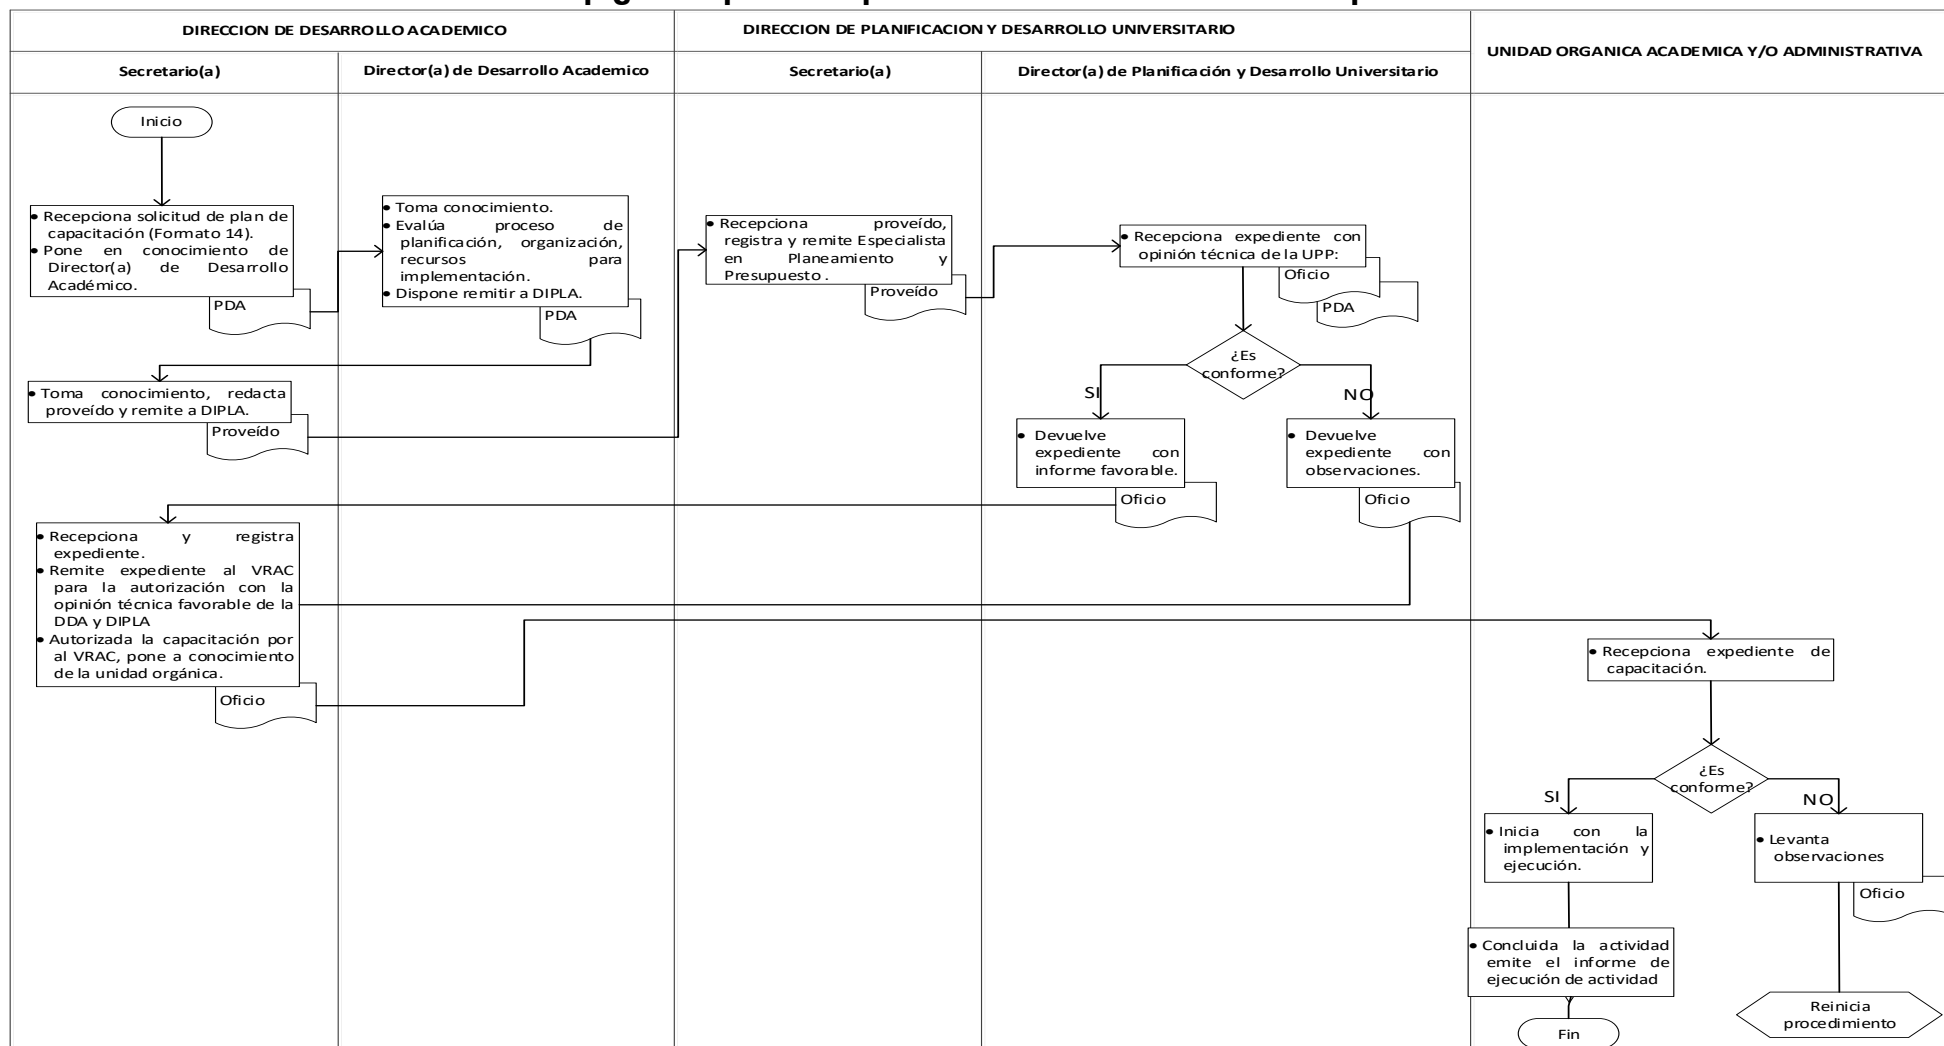 DIRECCION DE DESARROLLO ACADEMICO
DIRECCION DE PLANIFICACION Y DESARROLLO UNIVERSITARIO
UNIDAD ORGANICA ACADEMICA Y/O ADMINISTRATIVA
Secretario(a)
Director(a) de Desarrollo Academico
Secretario(a)
Director(a) de Planificación y Desarrollo Universitario
Inicio
• Recepciona solicitud de plan de
capacitación (Formato 14).
• Pone en conocimiento de
Director(a) de Desarrollo
Académico.
PDA
• Toma conocimiento.
• Evalúa proceso de
planificación, organización,
recursos para
implementación.
• Dispone remitir a DIPLA.
PDA
• Toma conocimiento, redacta
proveído y remite a DIPLA.
Proveído
• Recepciona proveído,
registra y remite Especialista
en Planeamiento y
Presupuesto .
Proveído
• Recepciona expediente con
opinión técnica de la UPP:
Oficio
PDA
¿Es
conforme?
SI
NO
• Devuelve
expediente con
informe favorable.
Oficio
• Devuelve
expediente con
observaciones.
Oficio
• Recepciona y registra
expediente.
• Remite expediente al VRAC
para la autorización con la
opinión técnica favorable de la
DDA y DIPLA
• Autorizada la capacitación por
al VRAC, pone a conocimiento
de la unidad orgánica.
Oficio
• Recepciona expediente de
capacitación.
¿Es
conforme?
SI
NO
• Inicia con la
implementación y
ejecución.
• Levanta
observaciones
Oficio
• Concluida la actividad
emite el informe de
ejecución de actividad
Fin
Reinicia
procedimiento